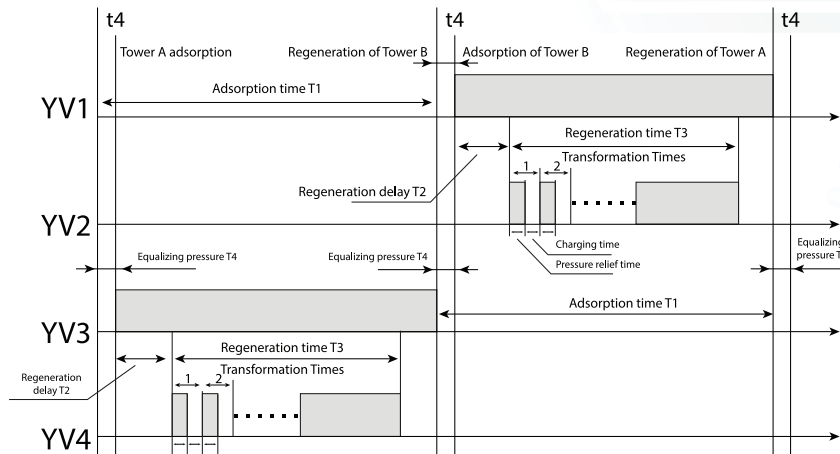 t4
t4
t4
Tower A adsorption
Regeneration of Tower B
Adsorption of Tower B
Regeneration of Tower A
Adsorption time T1
YV1
Regeneration time T3
Transformation Times
1
2
Regeneration delay T2
YV2
Charging time
Pressure relief time
Equalizing pressure T4
Equalizing pressure T4
Equalizing
pressure T
Adsorption time T1
YV3
Regeneration time T3
Transformation Times
1
2
Regeneration
delay T2
YV4